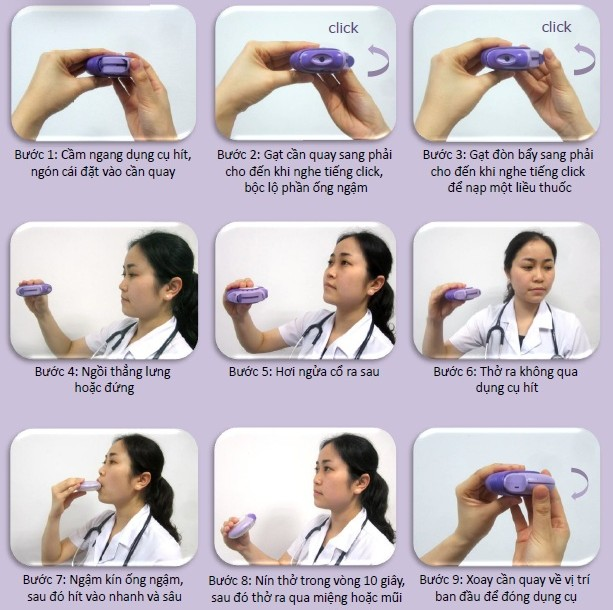 click
click
Bước 1: Cầm ngang dụng cụ hít,
ngón cái đặt vào cần quay
Bước 2: Gạt cần quay sang phải
cho đến khi nghe tiếng click,
bộc lộ phần ống ngậm
Bước 3: Gạt đòn bẩy sang phải
cho đến khi nghe tiếng click
để nạp một liều thuốc
Bước 4: Ngồi thẳng lưng
hoặc đứng
Bước 5: Hơi ngửa cổ ra sau
Bước 6: Thở ra không qua
dụng cụ hít
Bước 7: Ngậm kín ống ngậm,
sau đó hít vào nhanh và sâu
Bước 8: Nín thở trong vòng 10 giây,
sau đó thở ra qua miệng hoặc mũi
Bước 9: Xoay cần quay về vị trí
ban đầu để đóng dụng cụ